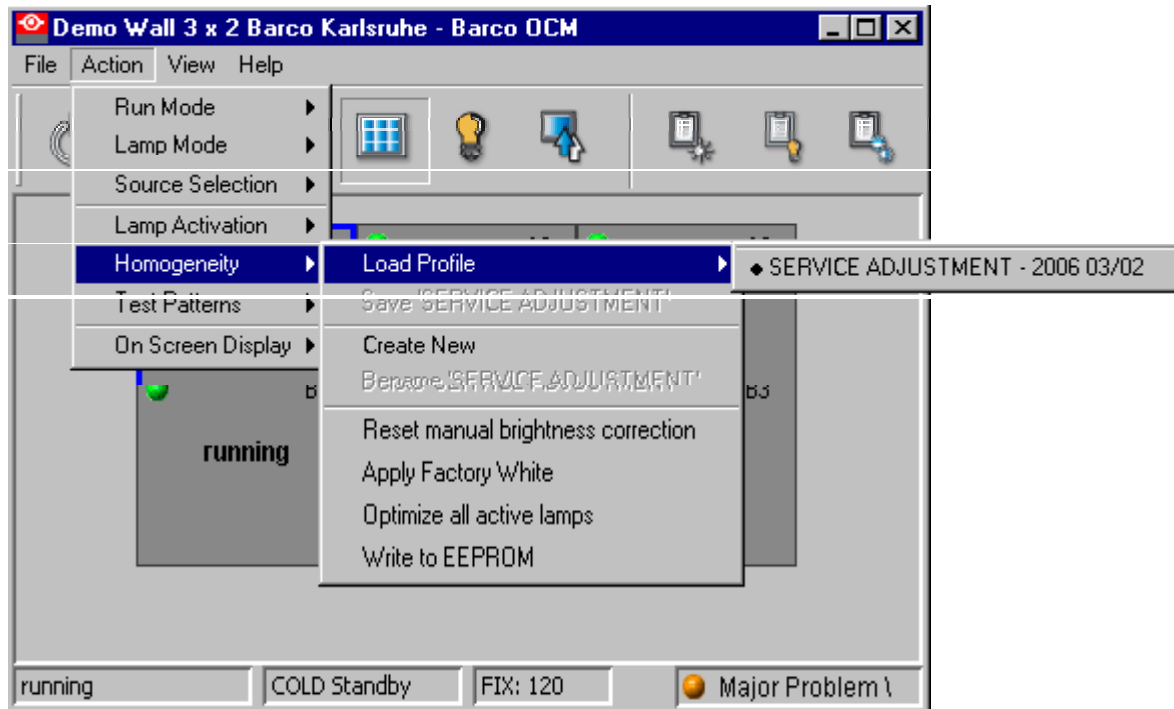 Demo Wall 3 x 2 Barco Karlsruhe - Barco OCM
File Action View Help
Run Mode
Lamp Mode
Source Selection
Lamp Activation
Homogeneity
Test Patterns
On Screen Display
Load Profile
Save 'SERVICE ADJUSTMENT'
Create New
'SERVICE ADJUSTMENT'
Reset manual brightness correction
Apply Factory White
Optimize all active lamps
Write to EEPROM
◆ SERVICE ADJUSTMENT - 2006 03/02
B3
running
running
COLD Standby
FIX: 120
Major Problem \